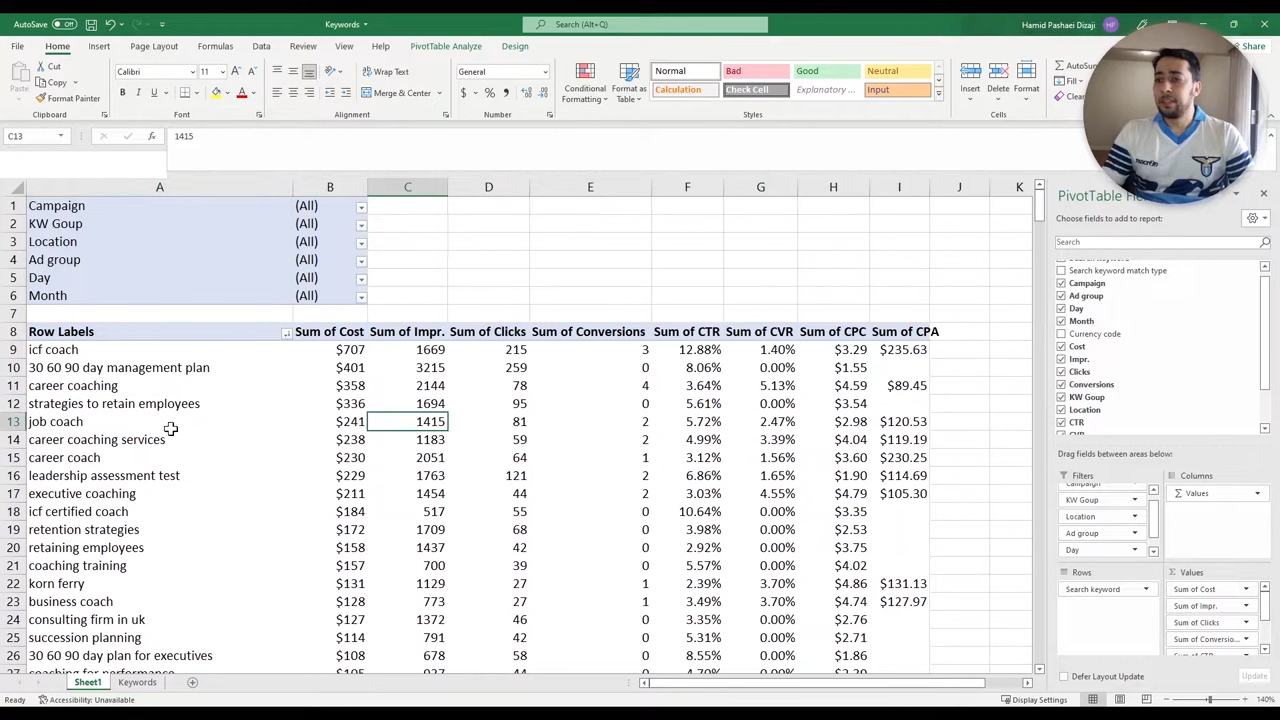 AutoSave Off Keywords Search (Alt+Q) Hamid Pashaei Dizaji HP
File Home Insert Page Layout Formulas Data Review View Help PivotTable Analyze Design Share
Paste Cut Calibri 11 Wrap Text General Conditional Formatting Format as Table Normal Bad Good Neutral Insert Delete Format AutoSum
Copy Fill
Format Painter B I U Merge & Center $ % Calculation Check Cell Explanatory ... Input Clear
Clipboard Font Alignment Number Styles Cells
C13 fx 1415
A B C D E F G H I J K
1 Campaign (All)
2 KW Goup (All)
3 Location (All)
4 Ad group (All)
5 Day (All)
6 Month (All)
7
8 Row Labels Sum of Cost Sum of Impr. Sum of Clicks Sum of Conversions Sum of CTR Sum of CVR Sum of CPC Sum of CPA
9 icf coach $707 1669 215 3 12.88% 1.40% $3.29 $235.63
10 30 60 90 day management plan $401 3215 259 0 8.06% 0.00% $1.55
11 career coaching $358 2144 78 4 3.64% 5.13% $4.59 $89.45
12 strategies to retain employees $336 1694 95 0 5.61% 0.00% $3.54
13 job coach $241 1415 81 2 5.72% 2.47% $2.98 $120.53
14 career coaching services $238 1183 59 2 4.99% 3.39% $4.04 $119.19
15 career coach $230 2051 64 1 3.12% 1.56% $3.60 $230.25
16 leadership assessment test $229 1763 121 2 6.86% 1.65% $1.90 $114.69
17 executive coaching $211 1454 44 2 3.03% 4.55% $4.79 $105.30
18 icf certified coach $184 517 55 0 10.64% 0.00% $3.35
19 retention strategies $172 1709 68 0 3.98% 0.00% $2.53
20 retaining employees $158 1437 42 0 2.92% 0.00% $3.75
21 coaching training $157 700 39 0 5.57% 0.00% $4.02
22 korn ferry $131 1129 27 1 2.39% 3.70% $4.86 $131.13
23 business coach $128 773 27 1 3.49% 3.70% $4.74 $127.97
24 consulting firm in uk $127 1372 46 0 3.35% 0.00% $2.76
25 succession planning $114 791 42 0 5.31% 0.00% $2.71
26 30 60 90 day plan for executives $108 678 58 0 8.55% 0.00% $1.86
coaching for performance
PivotTable
Choose fields to add to report:
Search
Search keyword match type
Campaign
Ad group
Day
Month
Currency code
Cost
Impr.
Clicks
Conversions
KW Goup
Location
CTR
Drag fields between areas below:
Filters
Campaign
KW Goup
Location
Ad group
Day
Columns
Σ Values
Rows
Search keyword
Σ Values
Sum of Cost
Sum of Impr.
Sum of Clicks
Sum of Conversio...
Sum of CTR
Defer Layout Update Update
Sheet1 Keywords
Ready Accessibility: Unavailable Display Settings 140%